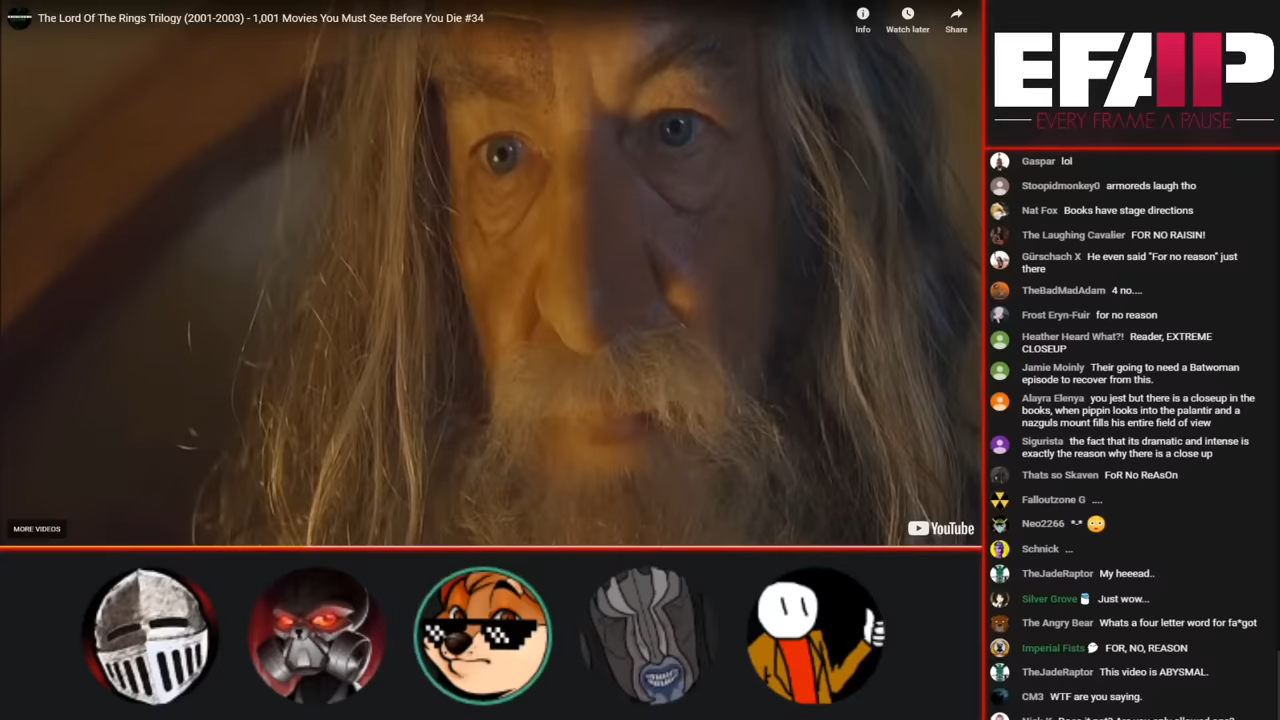 The Lord Of The Rings Trilogy (2001-2003) - 1,001 Movies You Must See Before You Die #34
Info
Watch later
Share
MORE VIDEOS
YouTube
EFAP
EVERY FRAME A PAUSE
Gaspar lol
Stoopidmonkey0 armoreds laugh tho
Nat Fox Books have stage directions
The Laughing Cavalier FOR NO RAISIN!
Gürschach X He even said "For no reason" just
there
TheBadMadAdam 4 no....
Frost Eryn-Fuir for no reason
Heather Heard What?! Reader, EXTREME
CLOSEUP
Jamie Moinly Their going to need a Batwoman
episode to recover from this.
Alayra Elenya you jest but there is a closeup in the
books, when pippin looks into the palantir and a
nazguls mount fills his entire field of view
Sigurista the fact that its dramatic and intense is
exactly the reason why there is a close up
Thats so Skaven FoR No ReAsOn
Falloutzone G ....
Neo2266 *-*
Schnick ...
TheJadeRaptor My heeead..
Silver Grove Just wow...
The Angry Bear Whats a four letter word for fa*got
Imperial Fists FOR, NO, REASON
TheJadeRaptor This video is ABYSMAL.
CM3 WTF are you saying.